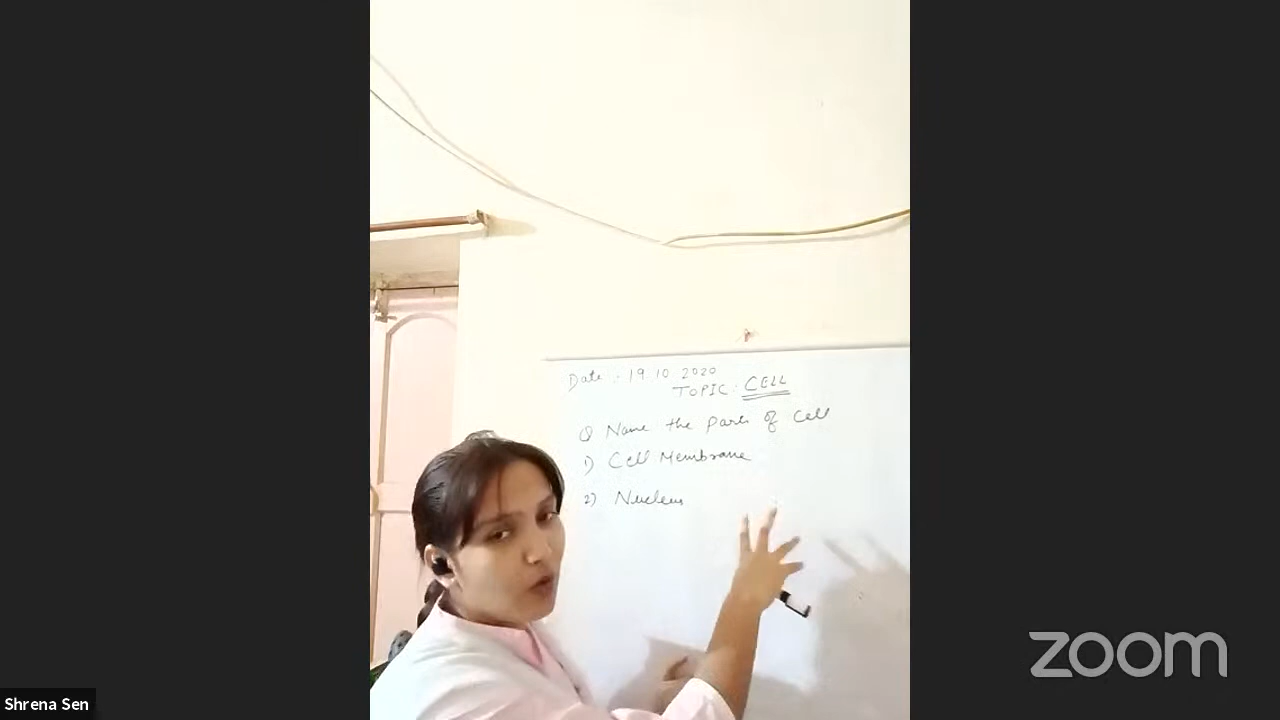 Date :- 19.10.2020
TOPIC : CELL
Q Name the parts of Cell
1) Cell Membrane
2) Nucleus
zoom
Shrena Sen